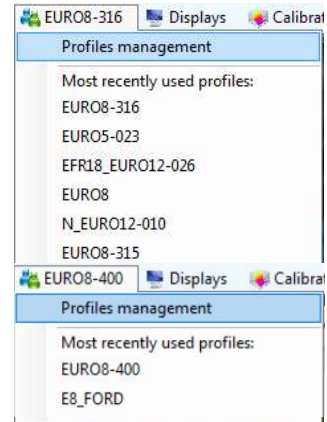 EURO8-316 Displays Calibrat
Profiles management
Most recently used profiles:
EURO8-316
EURO5-023
EFR18_EURO12-026
EURO8
N_EURO12-010
EURO8-315
EURO8-400 Displays Calibrat
Profiles management
Most recently used profiles:
EURO8-400
E8_FORD